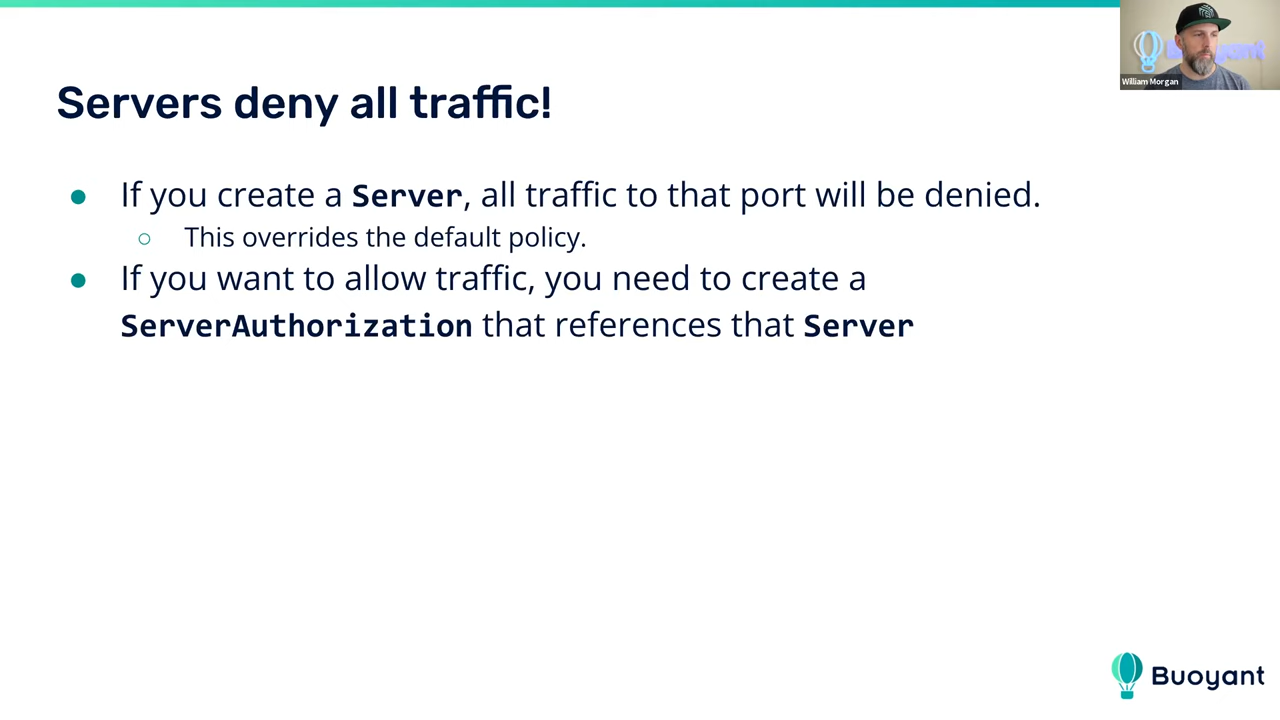 William Morgan
Servers deny all traffic!
● If you create a Server, all traffic to that port will be denied.
○ This overrides the default policy.
● If you want to allow traffic, you need to create a
ServerAuthorization that references that Server
Buoyant